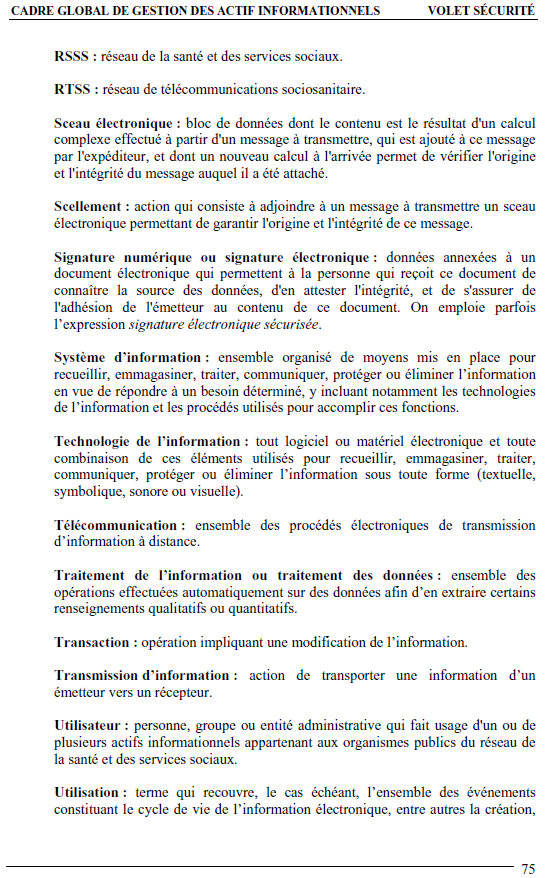 CADRE GLOBAL DE GESTION DES ACTIF INFORMATIONNELS VOLET SÉCURITÉ
RSSS : réseau de la santé et des services sociaux.
RTSS : réseau de télécommunications sociosanitaire.
Sceau électronique : bloc de données dont le contenu est le résultat d'un calcul
complexe effectué à partir d'un message à transmettre, qui est ajouté à ce message
par l'expéditeur, et dont un nouveau calcul à l'arrivée permet de vérifier l'origine
et l'intégrité du message auquel il a été attaché.
Scellement : action qui consiste à adjoindre à un message à transmettre un sceau
électronique permettant de garantir l'origine et l'intégrité de ce message.
Signature numérique ou signature électronique : données annexées à un
document électronique qui permettent à la personne qui reçoit ce document de
connaître la source des données, d'en attester l'intégrité, et de s'assurer de
l'adhésion de l'émetteur au contenu de ce document. On emploie parfois
l’expression signature électronique sécurisée.
Système d’information : ensemble organisé de moyens mis en place pour
recueillir, emmagasiner, traiter, communiquer, protéger ou éliminer l’information
en vue de répondre à un besoin déterminé, y incluant notamment les technologies
de l’information et les procédés utilisés pour accomplir ces fonctions.
Technologie de l’information : tout logiciel ou matériel électronique et toute
combinaison de ces éléments utilisés pour recueillir, emmagasiner, traiter,
communiquer, protéger ou éliminer l’information sous toute forme (textuelle,
symbolique, sonore ou visuelle).
Télécommunication : ensemble des procédés électroniques de transmission
d’information à distance.
Traitement de l’information ou traitement des données : ensemble des
opérations effectuées automatiquement sur des données afin d’en extraire certains
renseignements qualitatifs ou quantitatifs.
Transaction : opération impliquant une modification de l’information.
Transmission d’information : action de transporter une information d’un
émetteur vers un récepteur.
Utilisateur : personne, groupe ou entité administrative qui fait usage d'un ou de
plusieurs actifs informationnels appartenant aux organismes publics du réseau de
la santé et des services sociaux.
Utilisation : terme qui recouvre, le cas échéant, l’ensemble des événements
constituant le cycle de vie de l’information électronique, entre autres la création,
75